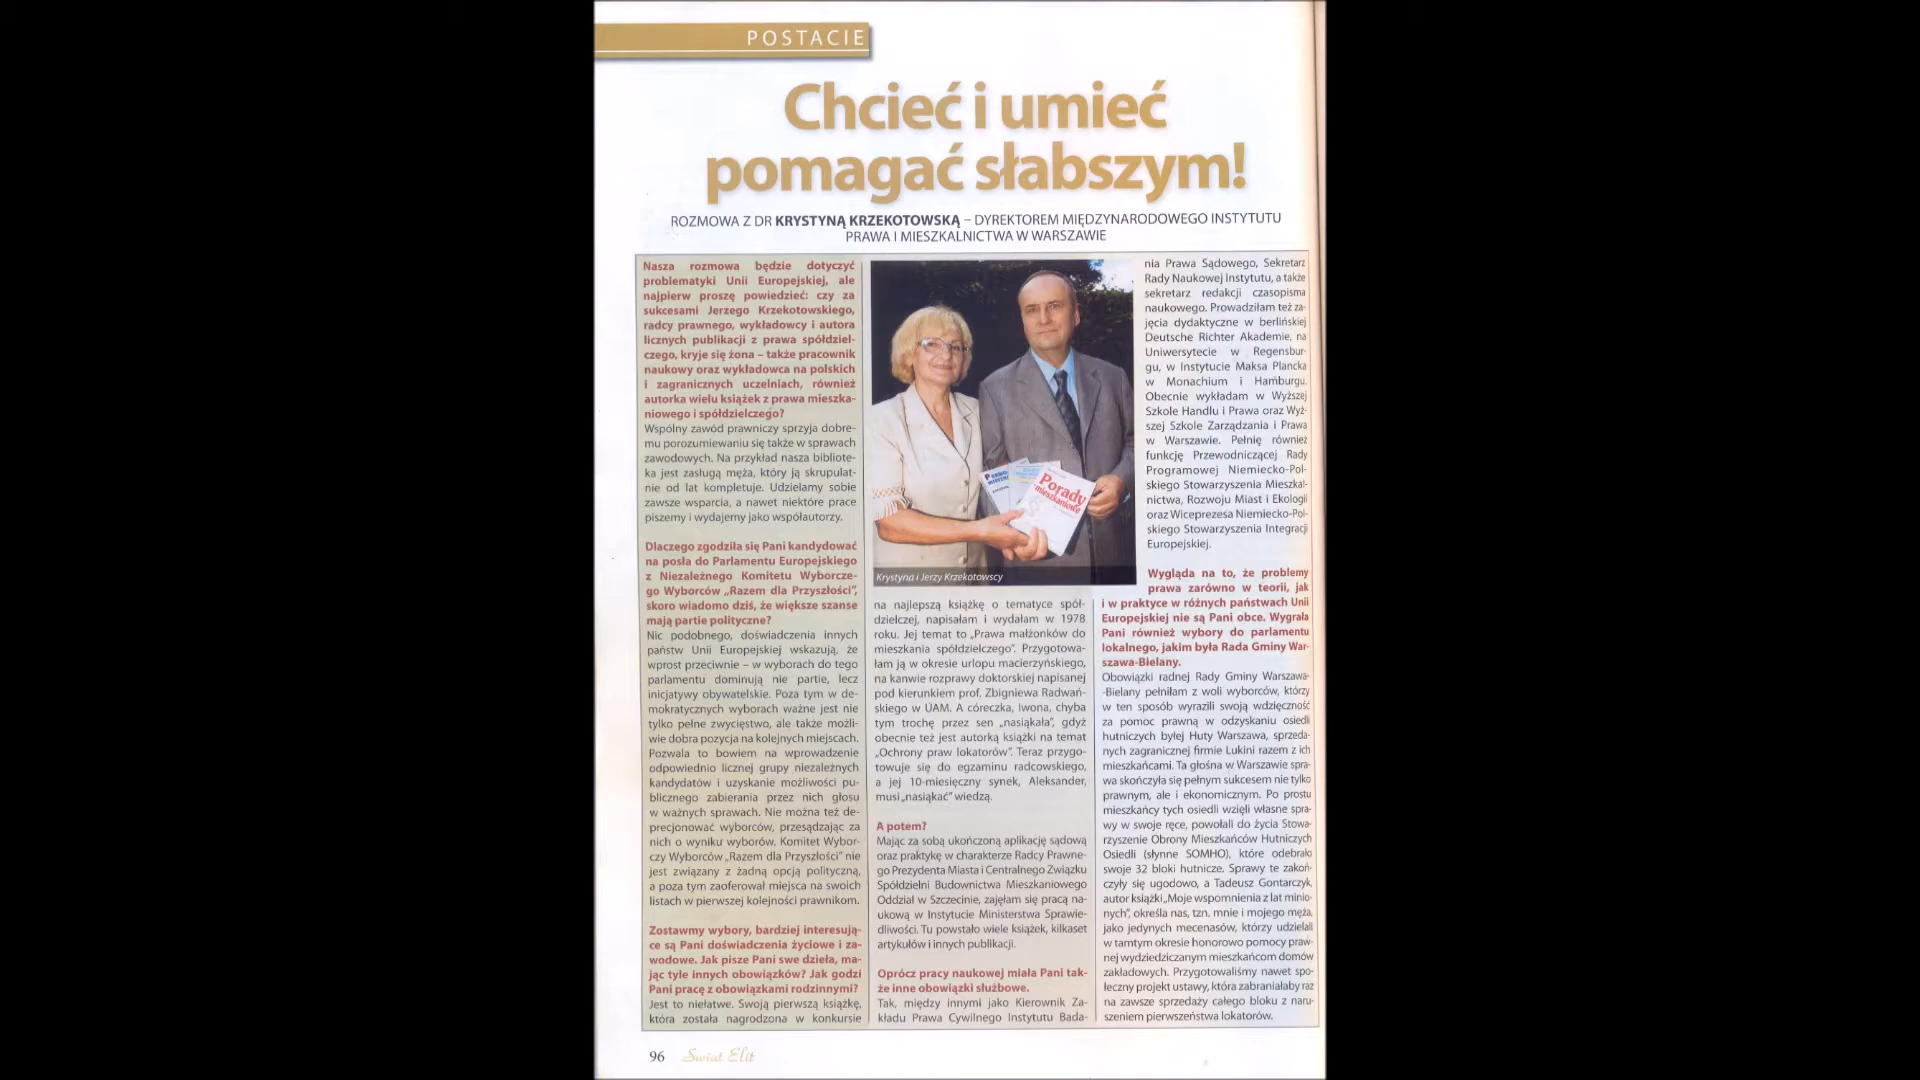 POSTACIE
Chcieć i umieć
pomagać słabszym!
ROZMOWA Z DR KRYSTYNĄ KRZEKOTOWSKĄ – DYREKTOREM MIĘDZYNARODOWEGO INSTYTUTU
PRAWA I MIESZKALNICTWA W WARSZAWIE
Nasza rozmowa będzie dotyczyć
problematyki Unii Europejskiej, ale
najpierw proszę powiedzieć: czy za
sukcesami Jerzego Krzekotowskiego,
radcy prawnego, wykładowcy i autora
licznych publikacji z prawa spółdziel-
czego, kryje się żona – także pracownik
naukowy oraz wykładowca na polskich
i zagranicznych uczelniach, również
autorka wielu książek z prawa mieszka-
niowego i spółdzielczego?
Wspólny zawód prawniczy sprzyja dobre-
mu porozumiewaniu się także w sprawach
zawodowych. Na przykład nasza bibliote-
ka jest zasługą męża, który ją skrupulat-
nie od lat kompletuje. Udzielamy sobie
zawsze wsparcia, a nawet niektóre prace
piszemy i wydajemy jako współautorzy.
Dlaczego zgodziła się Pani kandydować
na posła do Parlamentu Europejskiego
z Niezależnego Komitetu Wyborcze-
go Wyborców „Razem dla Przyszłości”,
skoro wiadomo dziś, że większe szanse
mają partie polityczne?
Nic podobnego, doświadczenia innych
państw Unii Europejskiej wskazują, że
wprost przeciwnie – w wyborach do tego
parlamentu dominują nie partie, lecz
inicjatywy obywatelskie. Poza tym w de-
mokratycznych wyborach ważne jest nie
tylko pełne zwycięstwo, ale także możli-
wie dobra pozycja na kolejnych miejscach.
Pozwala to bowiem na wprowadzenie
odpowiednio licznej grupy niezależnych
kandydatów i uzyskanie możliwości pu-
blicznego zabierania przez nich głosu
w ważnych sprawach. Nie można też de-
precjonować wyborców, przesądzając za
nich o wyniku wyborów. Komitet Wybor-
czy Wyborców „Razem dla Przyszłości” nie
jest związany z żadną opcją polityczną,
a poza tym zaoferował miejsca na swoich
listach w pierwszej kolejności prawnikom.
Zostawmy wybory, bardziej interesują-
ce są Pani doświadczenia życiowe i za-
wodowe. Jak pisze Pani swe dzieła, ma-
jąc tyle innych obowiązków? Jak godzi
Pani pracę z obowiązkami rodzinnymi?
Jest to niełatwe. Swoją pierwszą książkę,
która została nagrodzona w konkursie
Porady
mieszkaniowe
Krystyna i Jerzy Krzekotowscy
na najlepszą książkę o tematyce spół-
dzielczej, napisałam i wydałam w 1978
roku. Jej temat to „Prawa małżonków do
mieszkania spółdzielczego”. Przygotowa-
łam ją w okresie urlopu macierzyńskiego,
na kanwie rozprawy doktorskiej napisanej
pod kierunkiem prof. Zbigniewa Radwań-
skiego w UAM. A córeczka, Iwona, chyba
tym trochę przez sen „nasiąkała”, gdyż
obecnie też jest autorką książki na temat
„Ochrony praw lokatorów”. Teraz przygo-
towuje się do egzaminu radcowskiego,
a jej 10-miesięczny synek, Aleksander,
musi „nasiąkać” wiedzą.
A potem?
Mając za sobą ukończoną aplikację sądową
oraz praktykę w charakterze Radcy Prawne-
go Prezydenta Miasta i Centralnego Związku
Spółdzielni Budownictwa Mieszkaniowego
Oddział w Szczecinie, zajęłam się pracą na-
ukową w Instytucie Ministerstwa Sprawie-
dliwości. Tu powstało wiele książek, kilkaset
artykułów i innych publikacji.
Oprócz pracy naukowej miała Pani tak-
że inne obowiązki służbowe.
Tak, między innymi jako Kierownik Za-
kładu Prawa Cywilnego Instytutu Bada-
nia Prawa Sądowego, Sekretarz
Rady Naukowej Instytutu, a także
sekretarz redakcji czasopisma
naukowego. Prowadziłam też za-
jęcia dydaktyczne w berlińskiej
Deutsche Richter Akademie, na
Uniwersytecie w Regensbur-
gu, w Instytucie Maksa Plancka
w Monachium i Hamburgu.
Obecnie wykładam w Wyższej
Szkole Handlu i Prawa oraz Wyż-
szej Szkole Zarządzania i Prawa
w Warszawie. Pełnię również
funkcję Przewodniczącej Rady
Programowej Niemiecko-Pol-
skiego Stowarzyszenia Mieszkal-
nictwa, Rozwoju Miast i Ekologii
oraz Wiceprezesa Niemiecko-Pol-
skiego Stowarzyszenia Integracji
Europejskiej.
Wygląda na to, że problemy
prawa zarówno w teorii, jak
i w praktyce w różnych państwach Unii
Europejskiej nie są Pani obce. Wygrała
Pani również wybory do parlamentu
lokalnego, jakim była Rada Gminy War-
szawa-Bielany.
Obowiązki radnej Rady Gminy Warszawa-
-Bielany pełniłam z woli wyborców, którzy
w ten sposób wyrazili swoją wdzięczność
za pomoc prawną w odzyskaniu osiedli
hutniczych byłej Huty Warszawa, sprzeda-
nych zagranicznej firmie Lukini razem z ich
mieszkańcami. Ta głośna w Warszawie spra-
wa skończyła się pełnym sukcesem nie tylko
prawnym, ale i ekonomicznym. Po prostu
mieszkańcy tych osiedli wzięli własne spra-
wy w swoje ręce, powołali do życia Stowa-
rzyszenie Obrony Mieszkańców Hutniczych
Osiedli (słynne SOMHO), które odebrało
swoje 32 bloki hutnicze. Sprawy te zakoń-
czyły się ugodowo, a Tadeusz Gontarczyk,
autor książki „Moje wspomnienia z lat minio-
nych”, określa nas, tzn. mnie i mojego męża,
jako jedynych mecenasów, którzy udzielali
w tamtym okresie honorowo pomocy praw-
nej wydziedziczanym mieszkańcom domów
zakładowych. Przygotowaliśmy nawet spo-
łeczny projekt ustawy, która zabraniałaby raz
na zawsze sprzedaży całego bloku z naru-
szeniem pierwszeństwa lokatorów.
96 Świat Elit